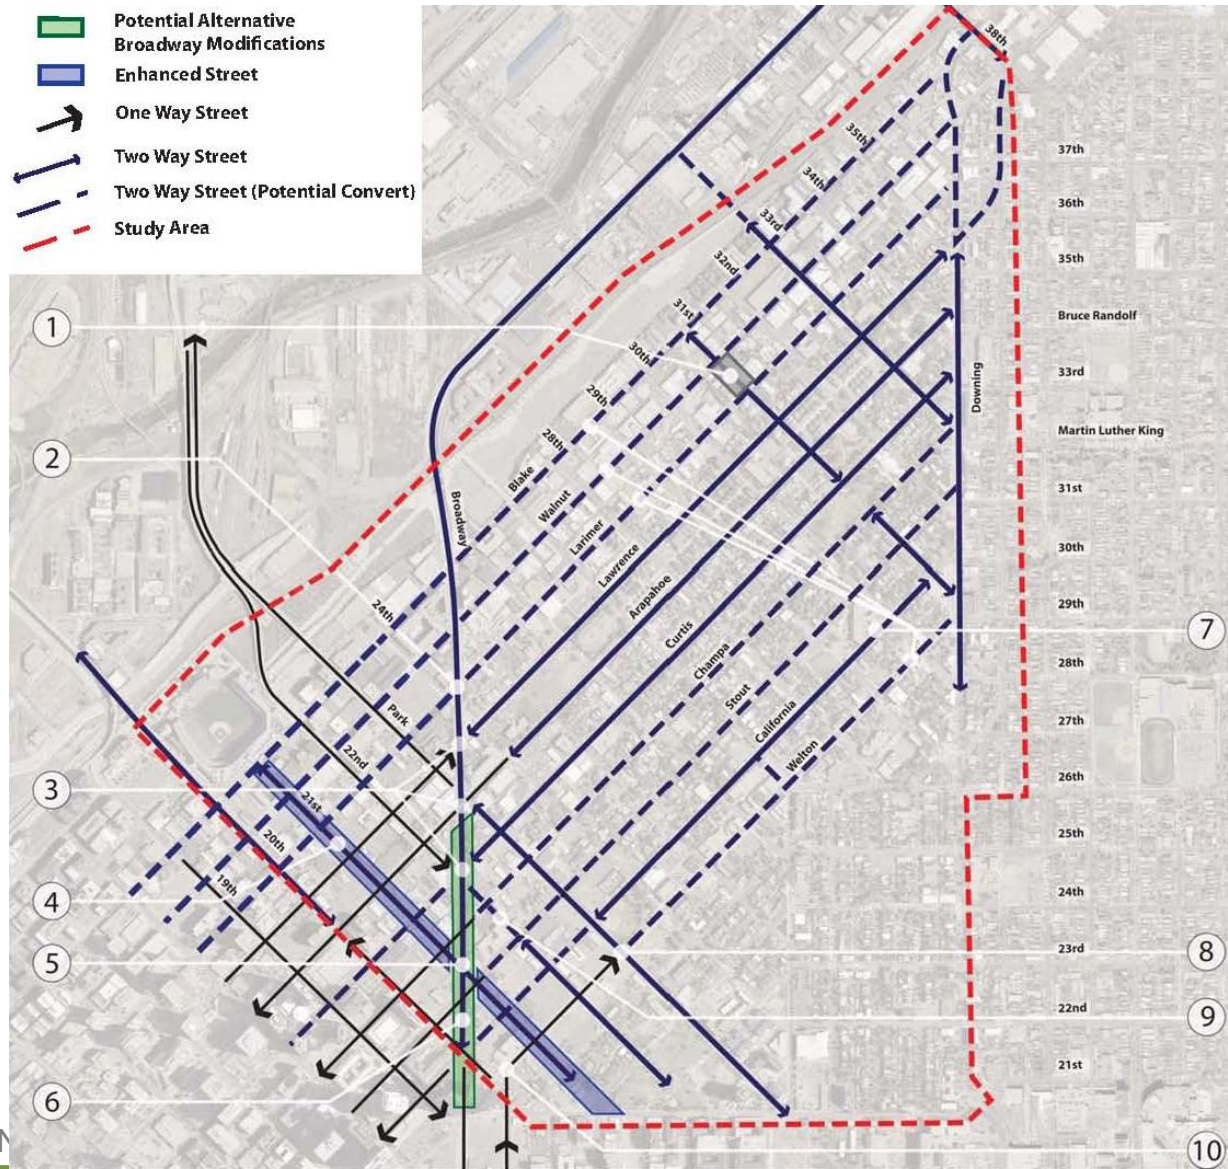 Potential Alternative
Broadway Modifications
Enhanced Street
One Way Street
Two Way Street
Two Way Street (Potential Convert)
Study Area
38th
35th
34th
33rd
32nd
31st
30th
29th
28th
Blake
Walnut
Larimer
Lawrence
Arapahoe
Curtis
Champa
Stout
California
Welton
Broadway
Downing
24th
Park
22nd
21st
20th
19th
37th
36th
35th
Bruce Randolf
33rd
Martin Luther King
31st
30th
29th
28th
27th
26th
25th
24th
23rd
22nd
21st
1
2
3
4
5
6
7
8
9
10
N